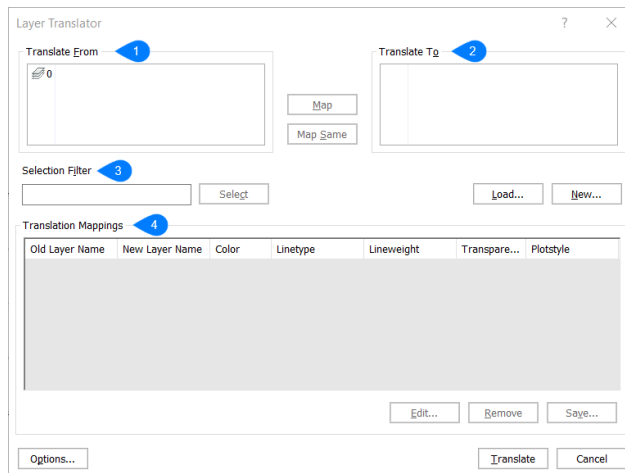 Layer Translator ? ×
Translate From 1 Translate To 2
0
Map
Map Same
Selection Filter 3
Select Load... New...
Translation Mappings 4
Old Layer Name New Layer Name Color Linetype Lineweight Transpare... Plotstyle
Edit... Remove Save...
Options... Translate Cancel